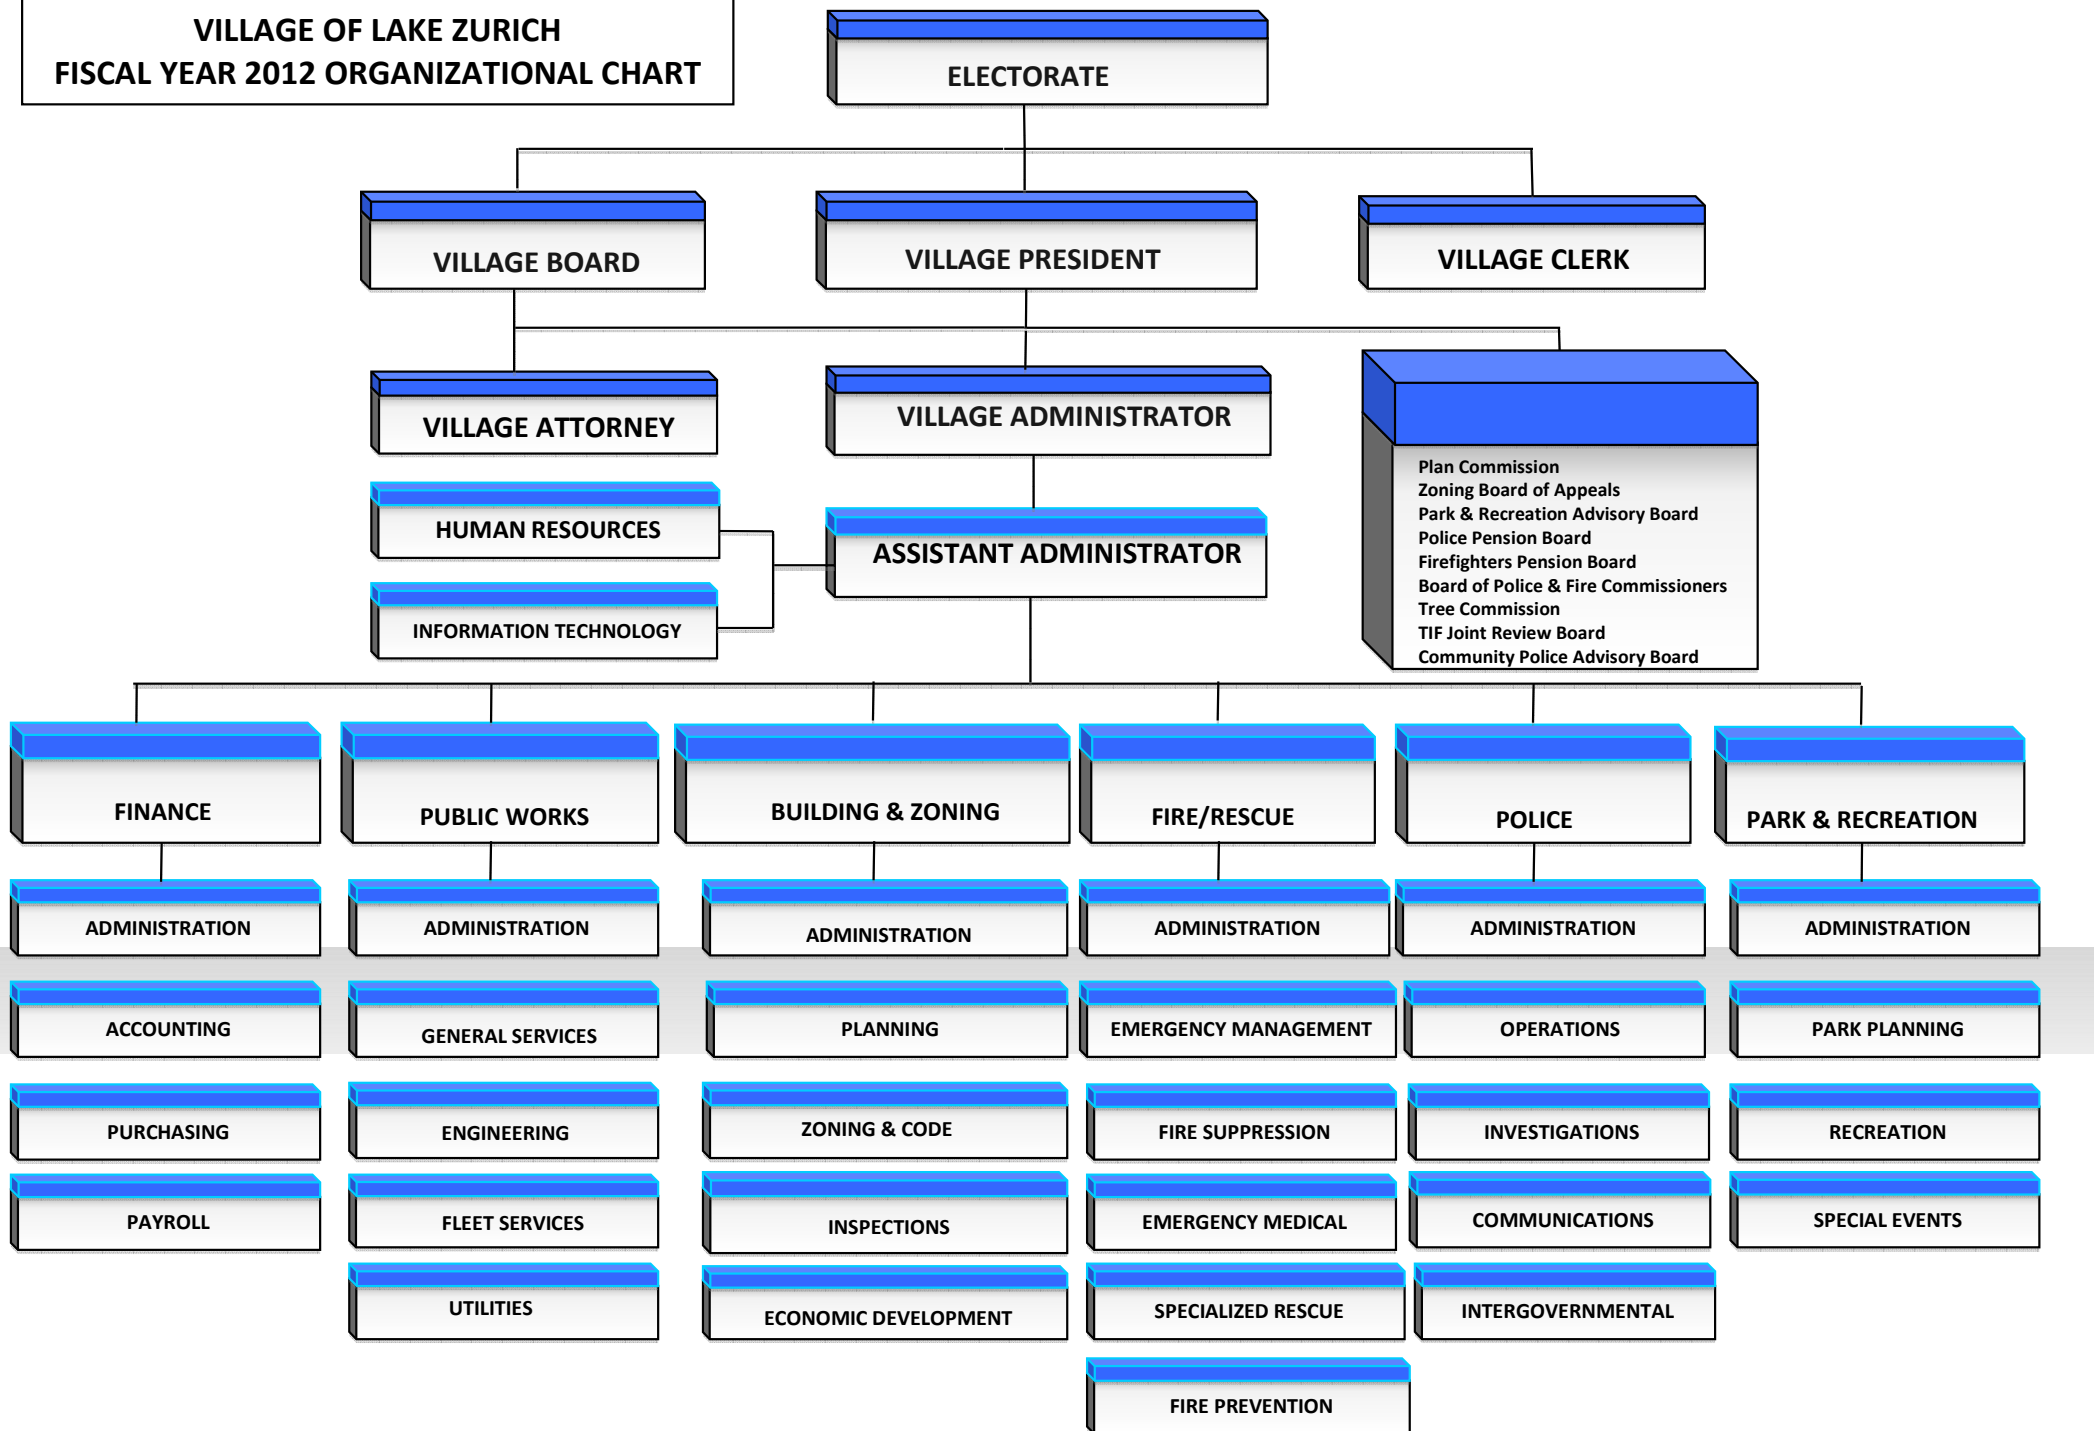 VILLAGE OF LAKE ZURICH
FISCAL YEAR 2012 ORGANIZATIONAL CHART
ELECTORATE
VILLAGE BOARD
VILLAGE PRESIDENT
VILLAGE CLERK
VILLAGE ATTORNEY
VILLAGE ADMINISTRATOR
Plan Commission
Zoning Board of Appeals
Park & Recreation Advisory Board
Police Pension Board
Firefighters Pension Board
Board of Police & Fire Commissioners
Tree Commission
TIF Joint Review Board
Community Police Advisory Board
HUMAN RESOURCES
ASSISTANT ADMINISTRATOR
INFORMATION TECHNOLOGY
FINANCE
PUBLIC WORKS
BUILDING & ZONING
FIRE/RESCUE
POLICE
PARK & RECREATION
ADMINISTRATION
ADMINISTRATION
ADMINISTRATION
ADMINISTRATION
ADMINISTRATION
ADMINISTRATION
ACCOUNTING
GENERAL SERVICES
PLANNING
EMERGENCY MANAGEMENT
OPERATIONS
PARK PLANNING
PURCHASING
ENGINEERING
ZONING & CODE
FIRE SUPPRESSION
INVESTIGATIONS
RECREATION
PAYROLL
FLEET SERVICES
INSPECTIONS
EMERGENCY MEDICAL
COMMUNICATIONS
SPECIAL EVENTS
UTILITIES
ECONOMIC DEVELOPMENT
SPECIALIZED RESCUE
INTERGOVERNMENTAL
FIRE PREVENTION